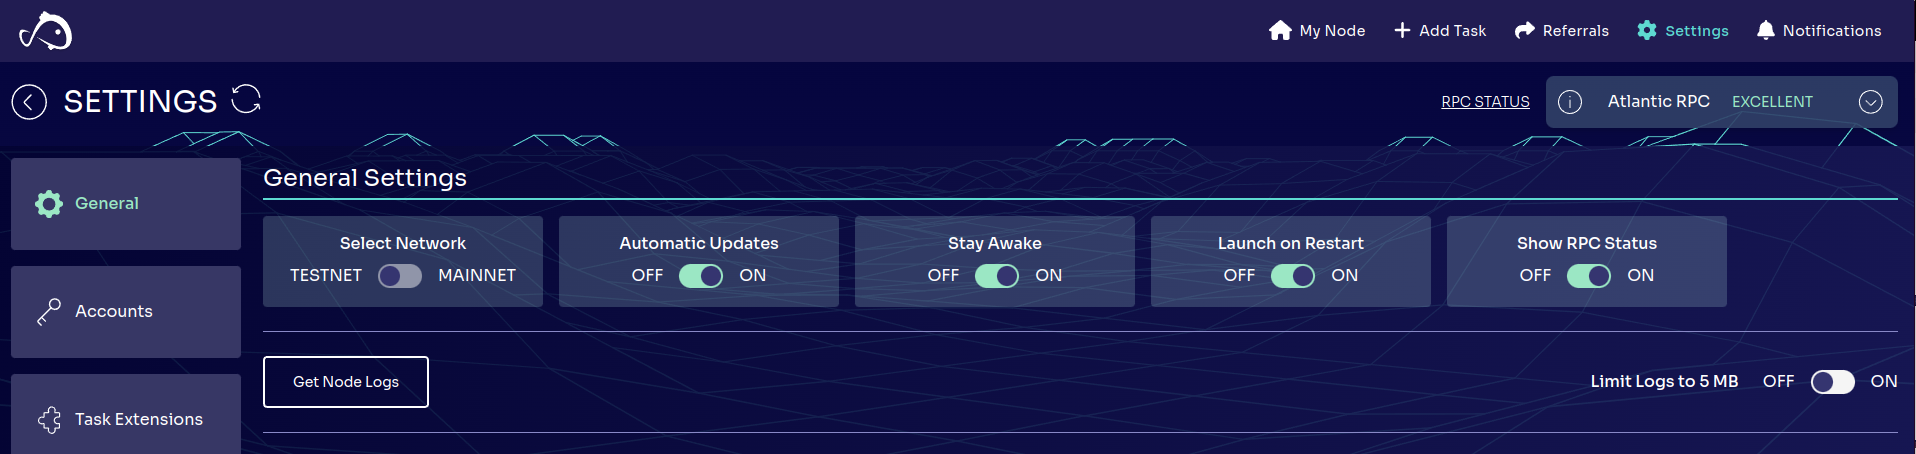 My Node
Add Task
Referrals
Settings
Notifications
SETTINGS
RPC STATUS
Atlantic RPC EXCELLENT
General
Accounts
Task Extensions
General Settings
Select Network
TESTNET MAINNET
Automatic Updates
OFF ON
Stay Awake
OFF ON
Launch on Restart
OFF ON
Show RPC Status
OFF ON
Get Node Logs
Limit Logs to 5 MB OFF ON